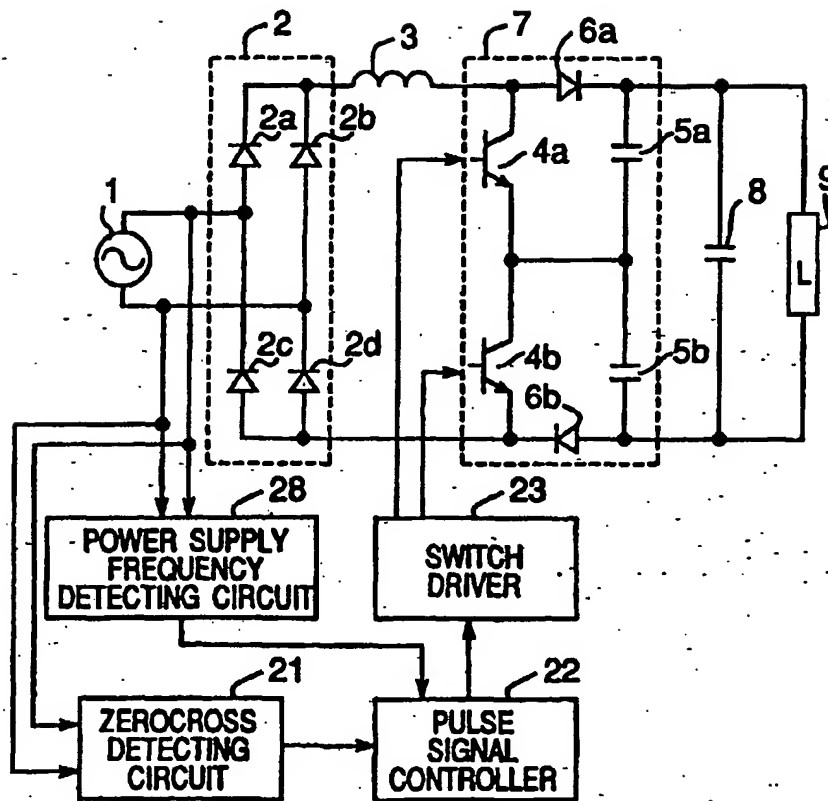 2 3 7 6a
2a 2b
4a 5a
1 8 9
L
2c 2d
4b 5b
6b
28 23
POWER SUPPLY
FREQUENCY
DETECTING CIRCUIT
SWITCH
DRIVER
21 22
ZEROCROSS
DETECTING
CIRCUIT
PULSE
SIGNAL
CONTROLLER